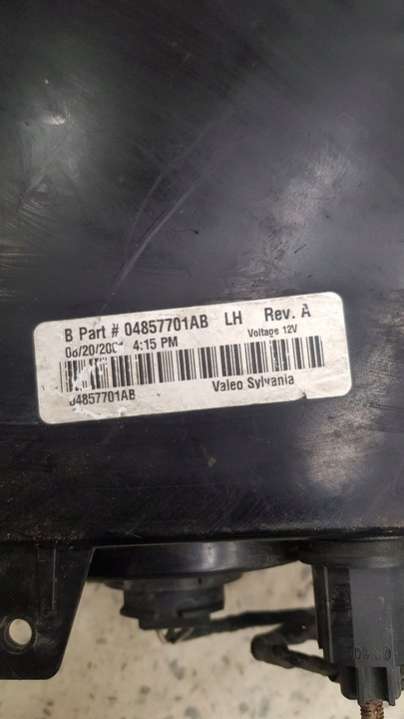 B Part # 04857701AB LH Rev. A
4:15 PM Voltage 12V
04857701AB Valeo Sylvania